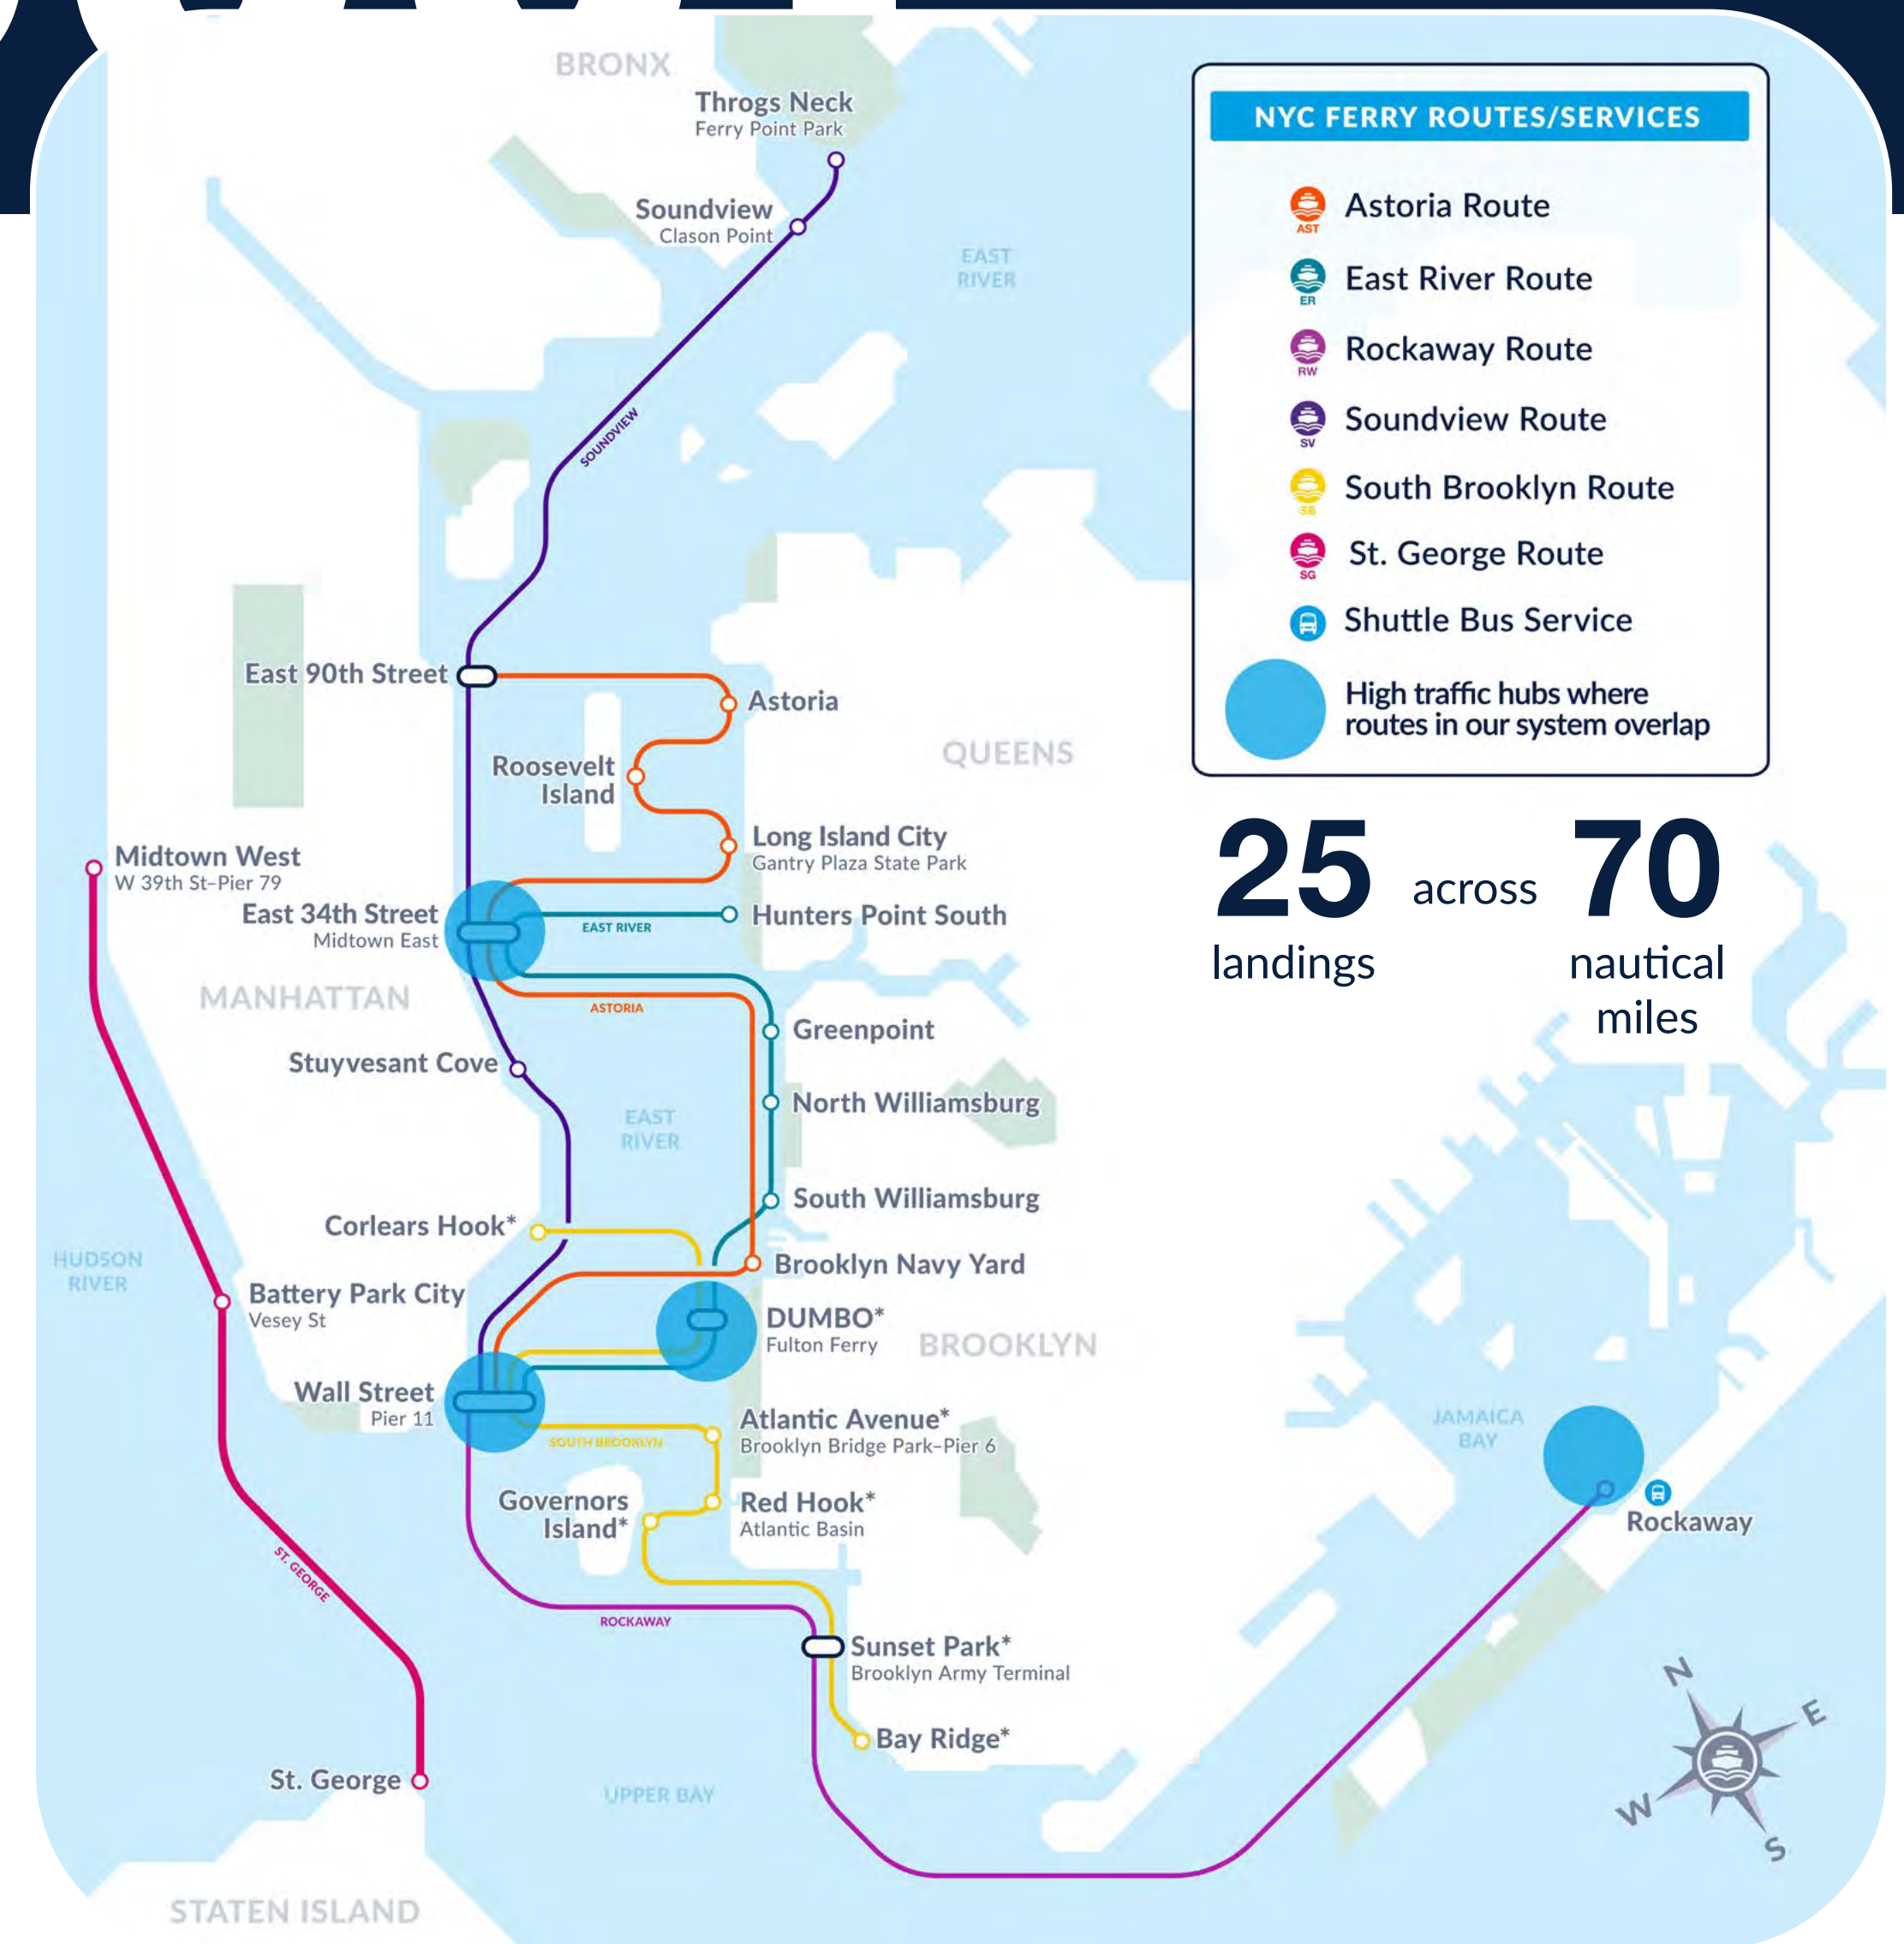 BRONX
Throgs Neck
Ferry Point Park
Soundview
Clason Point
EAST
RIVER
SOUNDVIEW
NYC FERRY ROUTES/SERVICES
AST
Astoria Route
ER
East River Route
RW
Rockaway Route
SV
Soundview Route
SB
South Brooklyn Route
SG
St. George Route
Shuttle Bus Service
High traffic hubs where
routes in our system overlap
25
landings
across
70
nautical
miles
East 90th Street
Astoria
Roosevelt
Island
QUEENS
Long Island City
Gantry Plaza State Park
Midtown West
W 39th St–Pier 79
East 34th Street
Midtown East
EAST RIVER
Hunters Point South
MANHATTAN
ASTORIA
Greenpoint
Stuyvesant Cove
North Williamsburg
EAST
RIVER
South Williamsburg
Corlears Hook*
HUDSON
RIVER
Brooklyn Navy Yard
Battery Park City
Vesey St
DUMBO*
Fulton Ferry
BROOKLYN
Wall Street
Pier 11
Atlantic Avenue*
Brooklyn Bridge Park–Pier 6
SOUTH BROOKLYN
JAMAICA
BAY
Governors
Island*
Red Hook*
Atlantic Basin
Rockaway
ST. GEORGE
ROCKAWAY
Sunset Park*
Brooklyn Army Terminal
Bay Ridge*
St. George
UPPER BAY
STATEN ISLAND
N
E
W
S